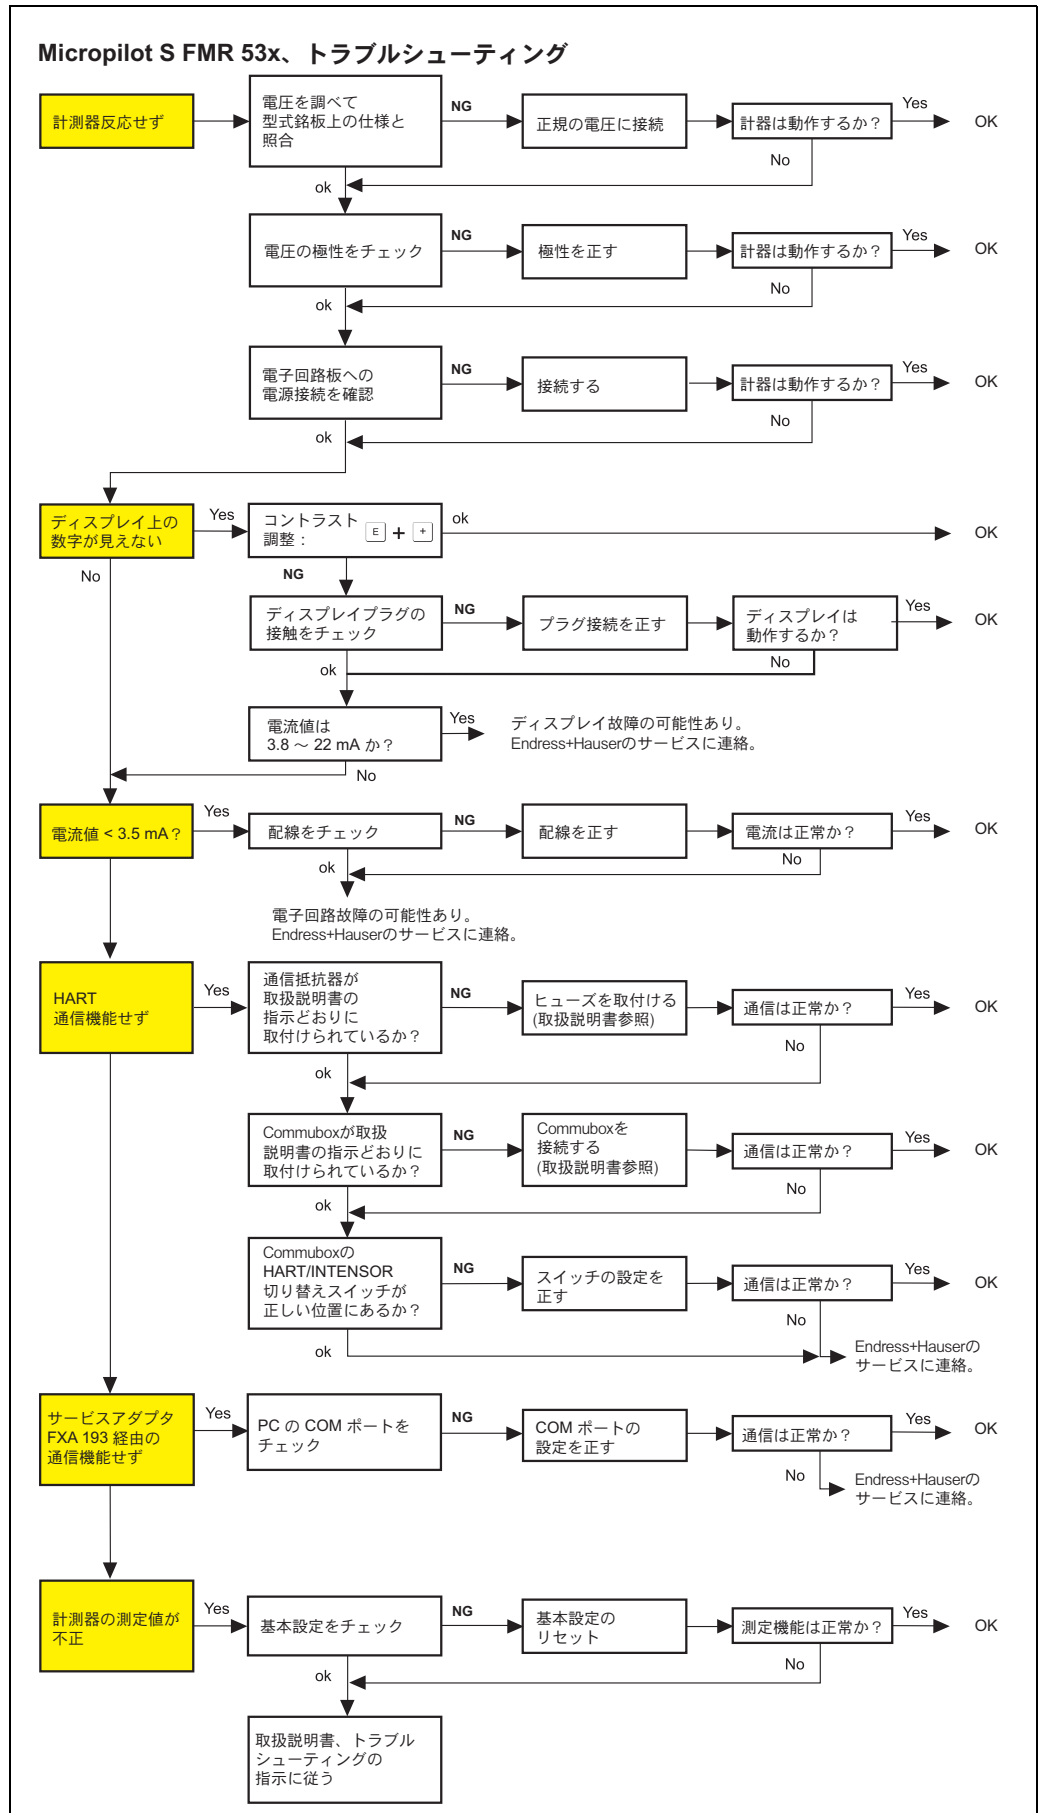 Micropilot S FMR 53x、トラブルシューティング
計測器反応せず
電圧を調べて
型式銘板上の仕様と
照合
NG
正規の電圧に接続
計器は動作するか？
Yes
OK
No
ok
電圧の極性をチェック
NG
極性を正す
計器は動作するか？
Yes
OK
No
ok
電子回路板への
電源接続を確認
NG
接続する
計器は動作するか？
Yes
OK
No
ok
ディスプレイ上の
数字が見えない
Yes
コントラスト
調整：
E + +
ok
OK
No
NG
ディスプレイプラグの
接触をチェック
NG
プラグ接続を正す
ディスプレイは
動作するか？
Yes
OK
No
ok
電流値は
3.8 ～ 22 mA か？
Yes
ディスプレイ故障の可能性あり。
Endress+Hauserのサービスに連絡。
No
電流値 < 3.5 mA？
Yes
配線をチェック
NG
配線を正す
電流は正常か？
Yes
OK
No
ok
電子回路故障の可能性あり。
Endress+Hauserのサービスに連絡。
HART
通信機能せず
Yes
通信抵抗器が
取扱説明書の
指示どおりに
取付けられているか？
NG
ヒューズを取付ける
(取扱説明書参照)
通信は正常か？
Yes
OK
No
ok
Commuboxが取扱
説明書の指示どおりに
取付けられているか？
NG
Commuboxを
接続する
(取扱説明書参照)
通信は正常か？
Yes
OK
No
ok
Commuboxの
HART/INTENSOR
切り替えスイッチが
正しい位置にあるか？
NG
スイッチの設定を
正す
通信は正常か？
Yes
OK
No
ok
Endress+Hauserの
サービスに連絡。
サービスアダプタ
FXA 193 経由の
通信機能せず
Yes
PC の COM ポートを
チェック
NG
COM ポートの
設定を正す
通信は正常か？
Yes
OK
No
Endress+Hauserの
サービスに連絡。
計測器の測定値が
不正
Yes
基本設定をチェック
NG
基本設定の
リセット
測定機能は正常か？
Yes
OK
No
ok
取扱説明書、トラブル
シューティングの
指示に従う